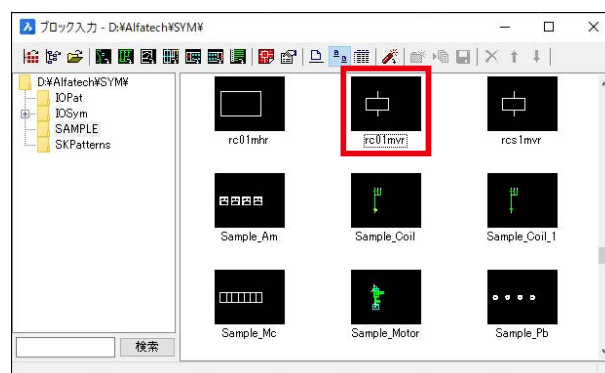 ブロック入力 - D:¥Alfatech¥SYM¥
D:¥Alfatech¥SYM¥
IOPat
IOSym
SAMPLE
SKPatterns
rc01mhr
rc01mvr
rcs1mvr
Sample_Am
Sample_Coil
Sample_Coil_1
Sample_Mc
Sample_Motor
Sample_Pb
検索